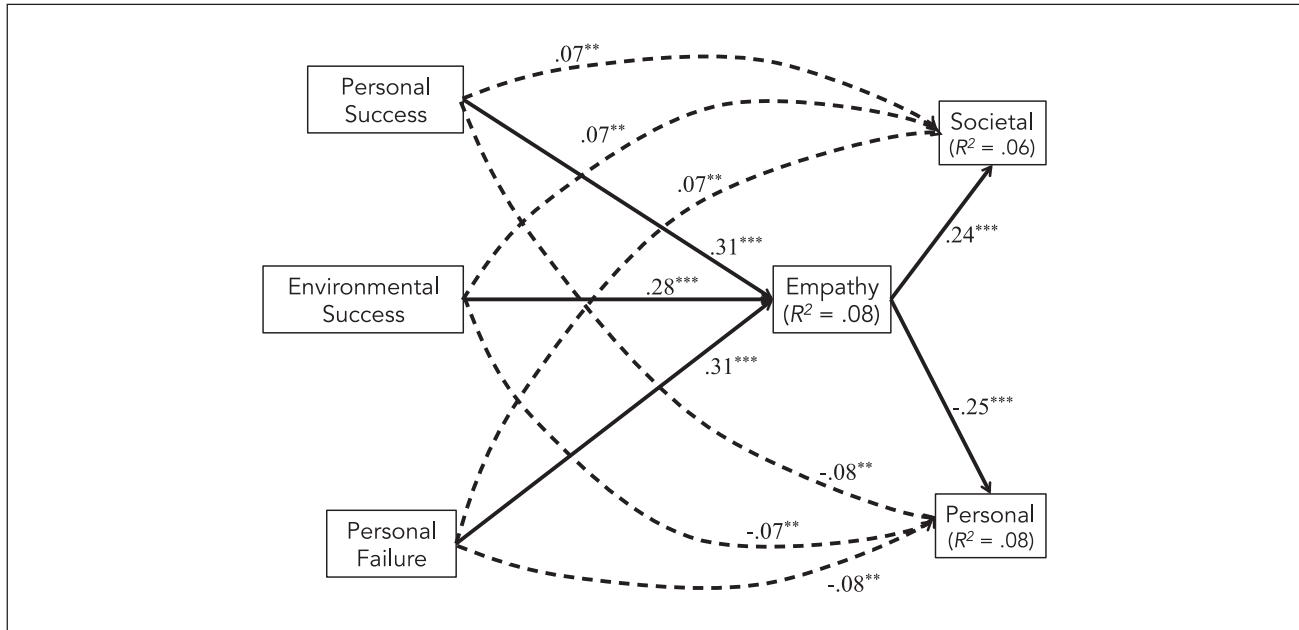 .07**
Personal
Success
.07**
Societal
(R² = .06)
.07**
.31***
.24***
Environmental
Success
.28***
Empathy
(R² = .08)
.31***
-.25***
-.08**
Personal
Failure
-.07**
Personal
(R² = .08)
-.08**